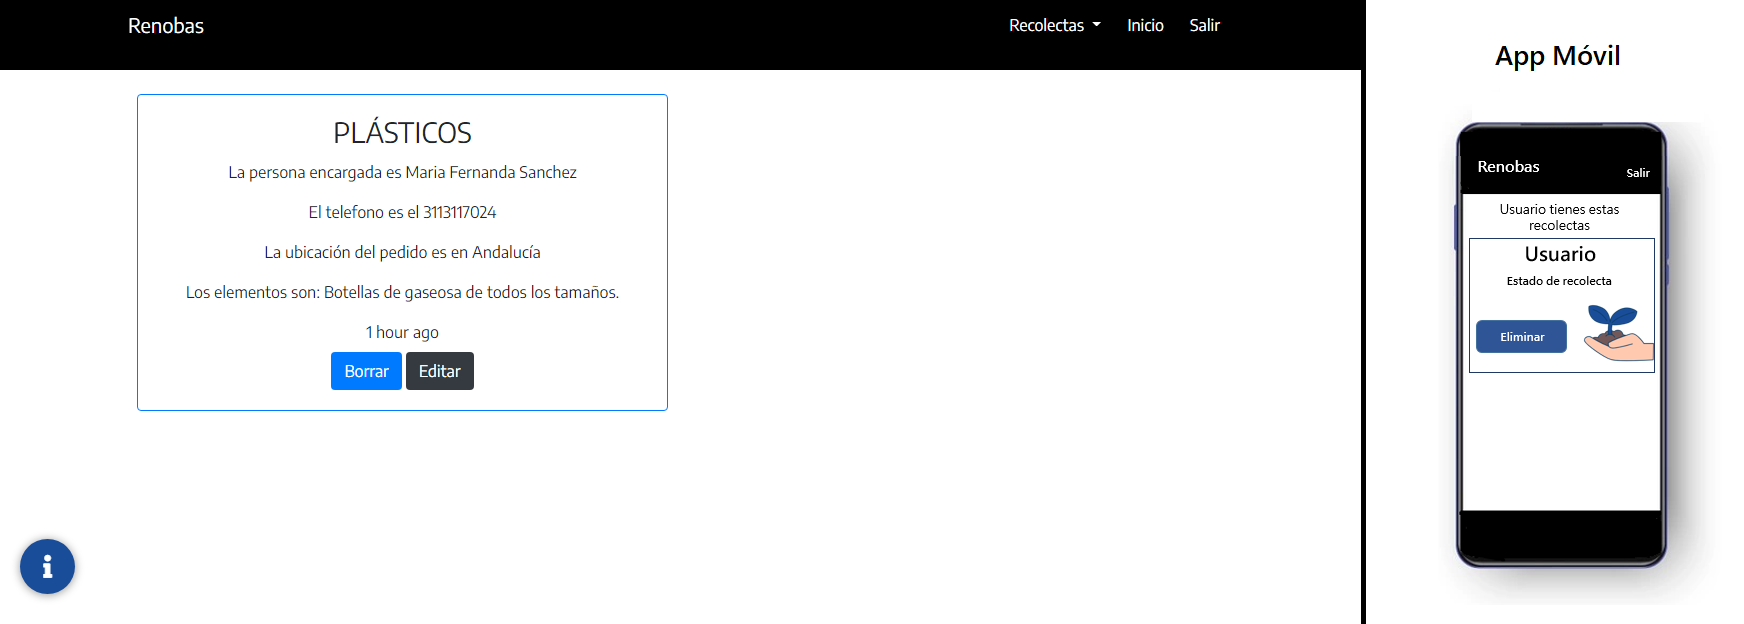 Renobas
Recolectas
Inicio
Salir
PLÁSTICOS
La persona encargada es Maria Fernanda Sanchez
El telefono es el 3113117024
La ubicación del pedido es en Andalucía
Los elementos son: Botellas de gaseosa de todos los tamaños.
1 hour ago
Borrar
Editar
App Móvil
Renobas
Salir
Usuario tienes estas
recolectas
Usuario
Estado de recolecta
Eliminar